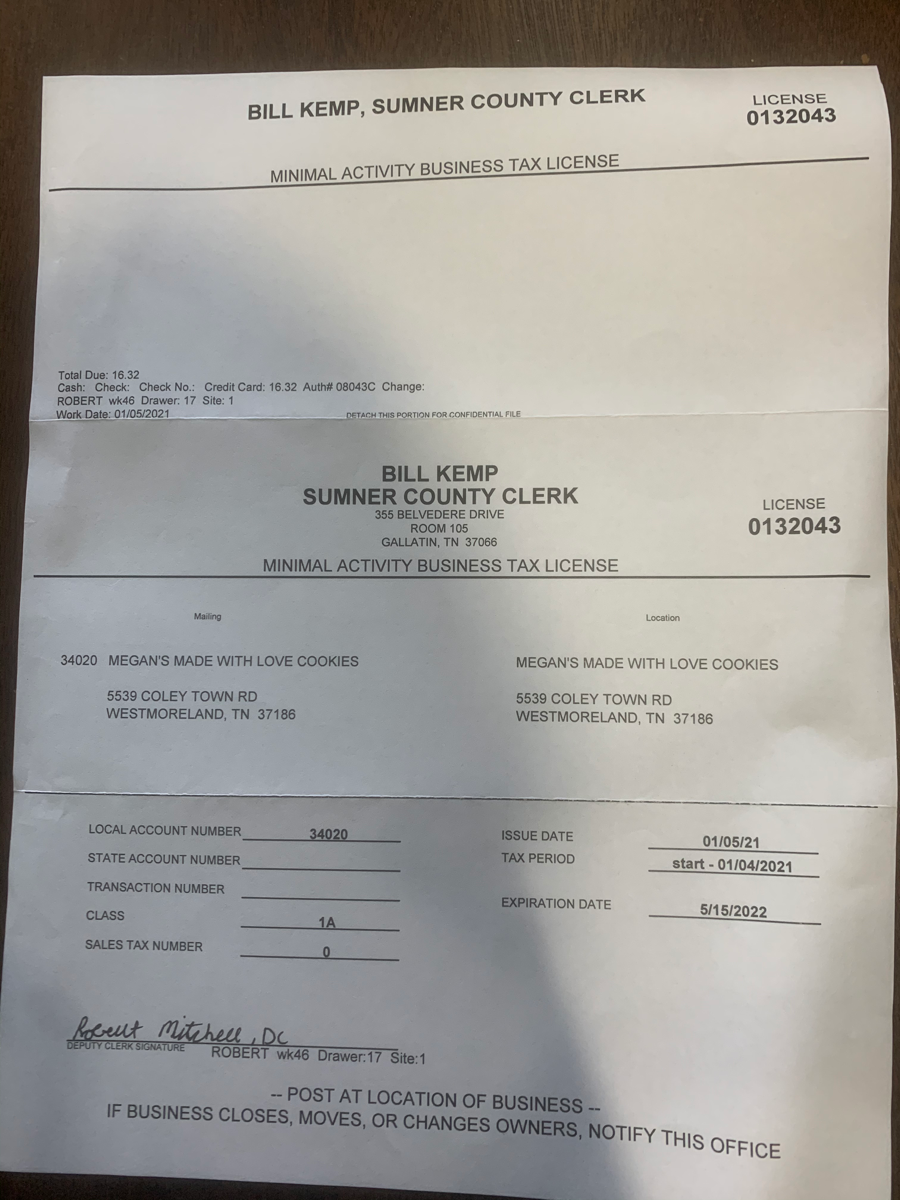 BILL KEMP, SUMNER COUNTY CLERK
LICENSE
0132043
MINIMAL ACTIVITY BUSINESS TAX LICENSE
Total Due: 16.32
Cash: Check: Check No.: Credit Card: 16.32 Auth# 08043C Change:
ROBERT wk46 Drawer: 17 Site: 1
Work Date: 01/05/2021
DETACH THIS PORTION FOR CONFIDENTIAL FILE
BILL KEMP
SUMNER COUNTY CLERK
355 BELVEDERE DRIVE
ROOM 105
GALLATIN, TN 37066
LICENSE
0132043
MINIMAL ACTIVITY BUSINESS TAX LICENSE
Mailing
Location
34020 MEGAN'S MADE WITH LOVE COOKIES
MEGAN'S MADE WITH LOVE COOKIES
5539 COLEY TOWN RD
WESTMORELAND, TN 37186
5539 COLEY TOWN RD
WESTMORELAND, TN 37186
LOCAL ACCOUNT NUMBER 34020
STATE ACCOUNT NUMBER
TRANSACTION NUMBER
CLASS 1A
SALES TAX NUMBER 0
ISSUE DATE 01/05/21
TAX PERIOD start - 01/04/2021
EXPIRATION DATE 5/15/2022
Robert Mitchell, DC
DEPUTY CLERK SIGNATURE ROBERT wk46 Drawer:17 Site:1
-- POST AT LOCATION OF BUSINESS --
IF BUSINESS CLOSES, MOVES, OR CHANGES OWNERS, NOTIFY THIS OFFICE